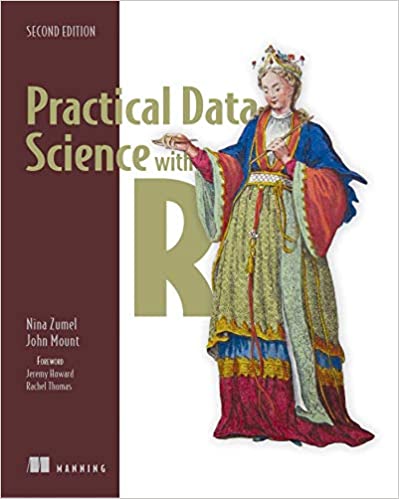 SECOND EDITION
Practical Data
Science with
R
Nina Zumel
John Mount
FOREWORD
Jeremy Howard
Rachel Thomas
MANNING